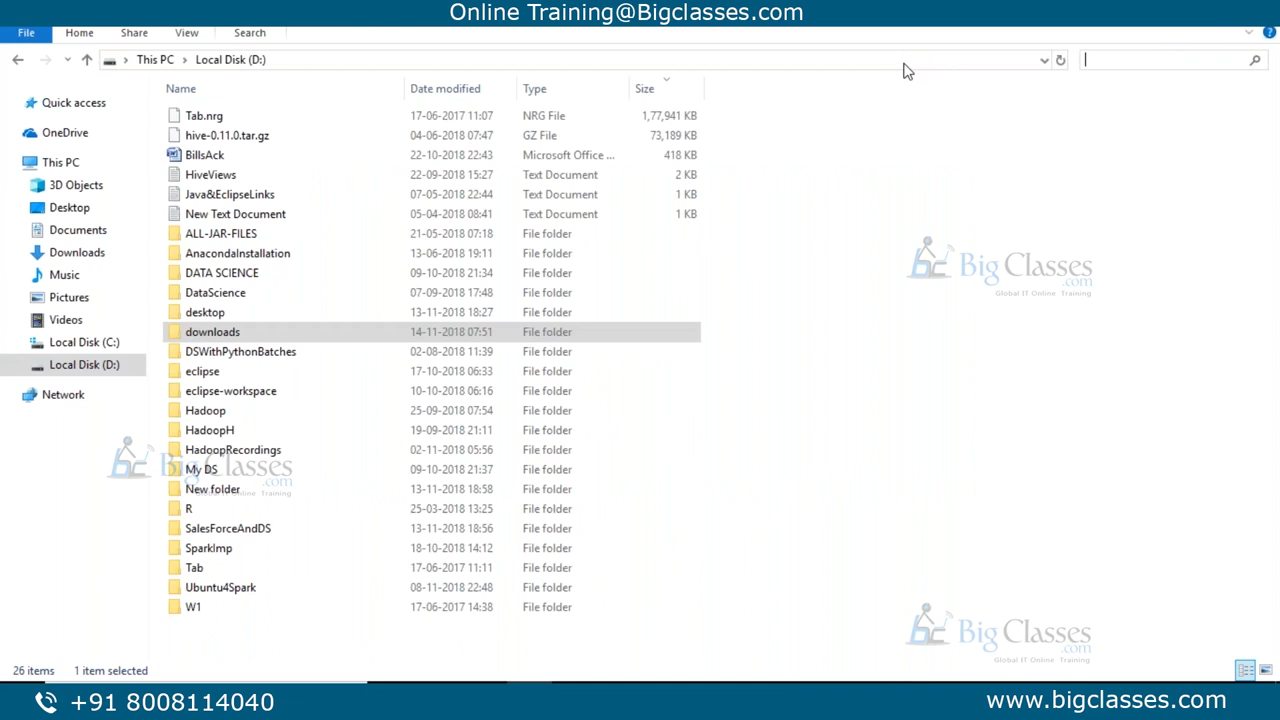 Online Training@Bigclasses.com
File Home Share View Search
This PC Local Disk (D:)
Name Date modified Type Size
Quick access
OneDrive
This PC
3D Objects
Desktop
Documents
Downloads
Music
Pictures
Videos
Local Disk (C:)
Local Disk (D:)
Network
Tab.nrg 17-06-2017 11:07 NRG File 1,77,941 KB
hive-0.11.0.tar.gz 04-06-2018 07:47 GZ File 73,189 KB
BillsAck 22-10-2018 22:43 Microsoft Office ... 418 KB
HiveViews 22-09-2018 15:27 Text Document 2 KB
Java&EclipseLinks 07-05-2018 22:44 Text Document 1 KB
New Text Document 05-04-2018 08:41 Text Document 1 KB
ALL-JAR-FILES 21-05-2018 07:18 File folder
AnacondaInstallation 13-06-2018 19:11 File folder
DATA SCIENCE 09-10-2018 21:34 File folder
DataScience 07-09-2018 17:48 File folder
desktop 13-11-2018 18:27 File folder
downloads 14-11-2018 07:51 File folder
DSWithPythonBatches 02-08-2018 11:39 File folder
eclipse 17-10-2018 06:33 File folder
eclipse-workspace 10-10-2018 06:16 File folder
Hadoop 25-09-2018 07:54 File folder
HadoopH 19-09-2018 21:11 File folder
HadoopRecordings 02-11-2018 05:56 File folder
My DS 09-10-2018 21:37 File folder
New folder 13-11-2018 18:58 File folder
R 25-03-2018 13:25 File folder
SalesForceAndDS 13-11-2018 18:56 File folder
SparkImp 18-10-2018 14:12 File folder
Tab 17-06-2017 11:11 File folder
Ubuntu4Spark 08-11-2018 22:48 File folder
W1 17-06-2017 14:38 File folder
Big Classes
.com
Global IT Online Training
Big Classes
.com
Online Training
Big Classes
.com
Global IT Online Training
26 items 1 item selected
+91 8008114040
www.bigclasses.com